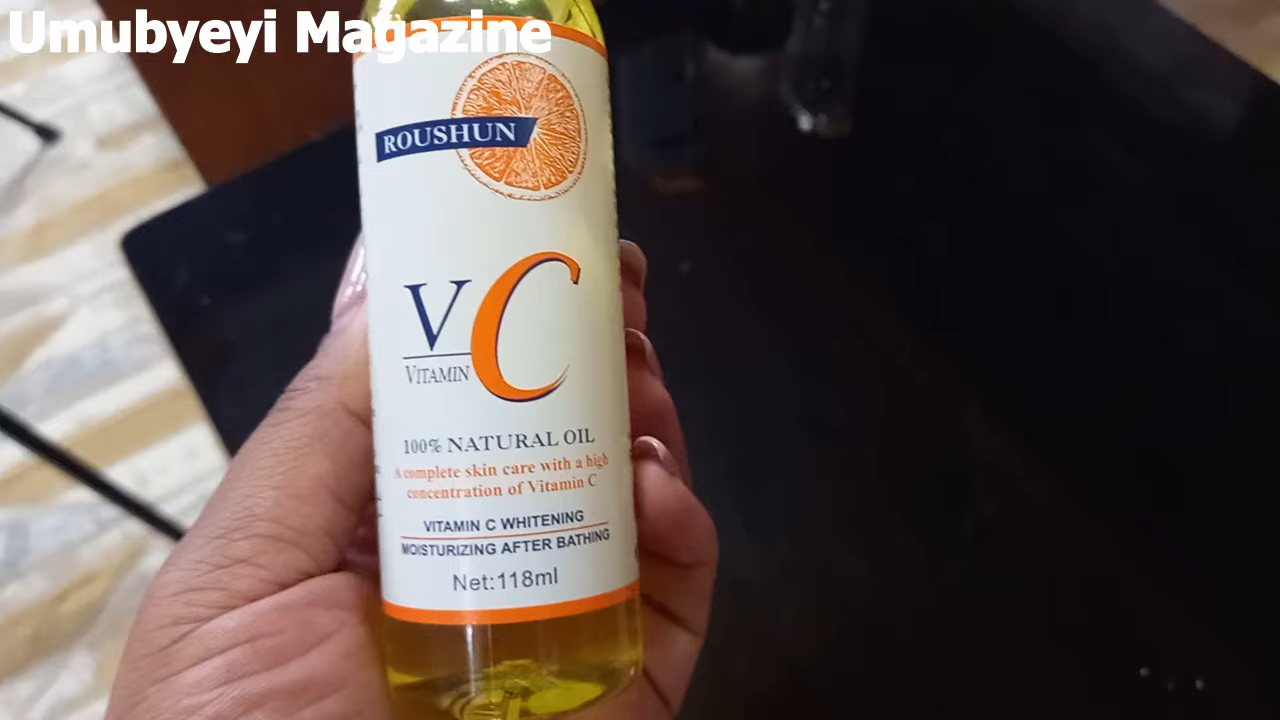 Umubyeyi Magazine
ROUSHUN
V C
VITAMIN
100% NATURAL OIL
A complete skin care with a high
concentration of Vitamin C
VITAMIN C WHITENING
MOISTURIZING AFTER BATHING
Net:118ml